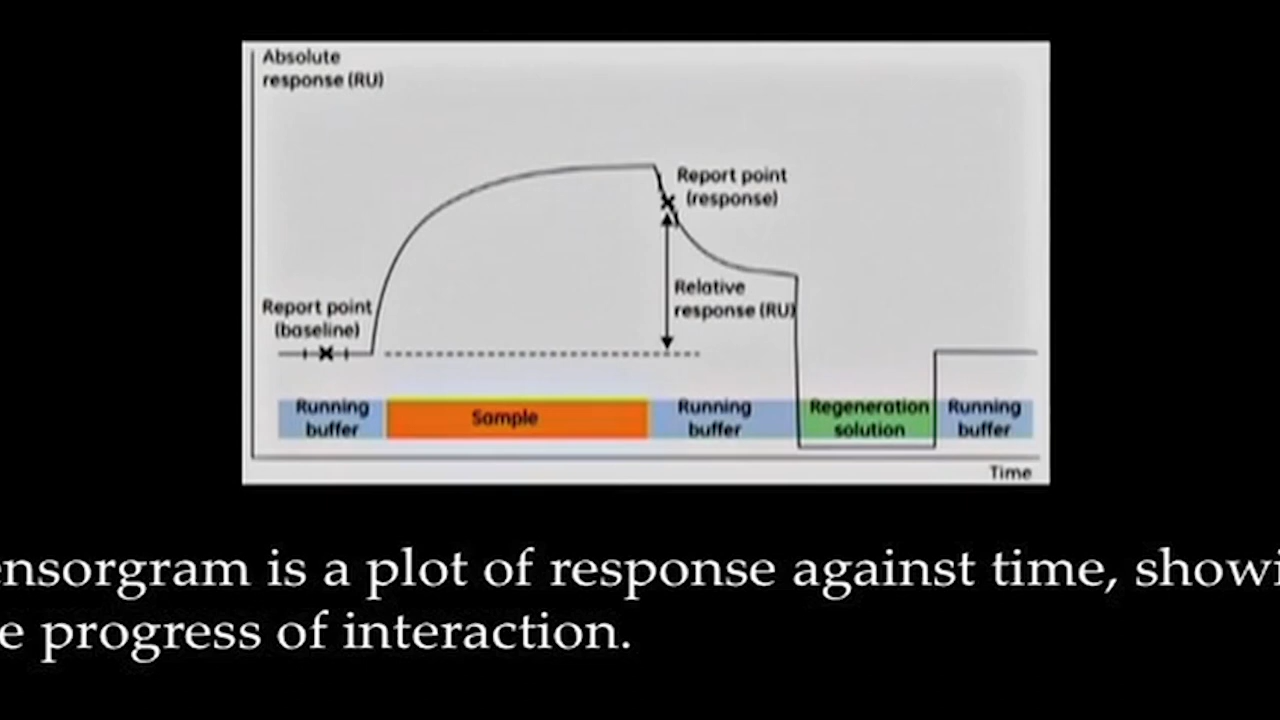 Absolute
response (RU)
Report point
(response)
Relative
response (RU)
Report point
(baseline)
Running
buffer
Sample
Running
buffer
Regeneration
solution
Running
buffer
Time
ensorgram is a plot of response against time, showi
e progress of interaction.